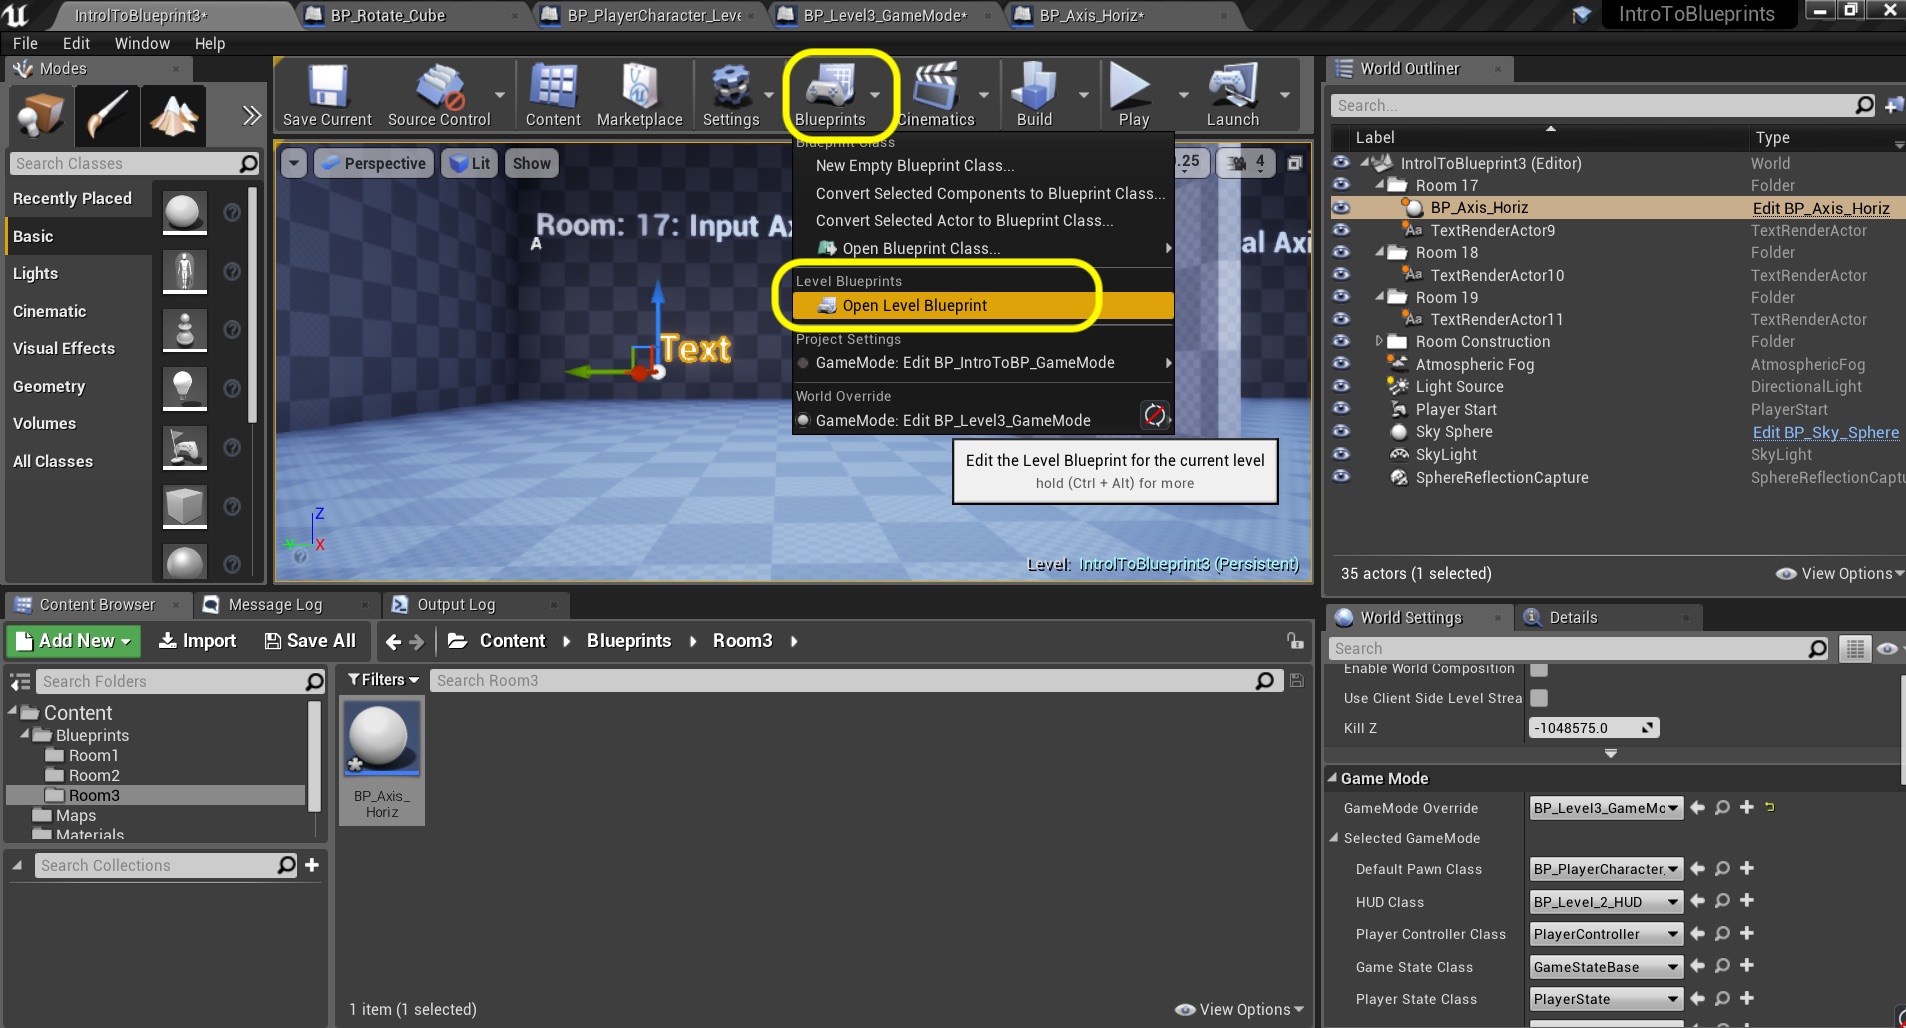 IntrolToBlueprint3*
BP_Rotate_Cube
BP_PlayerCharacter_Leve
BP_Level3_GameMode*
BP_Axis_Horiz*
IntroToBlueprints
File Edit Window Help
Modes
Save Current
Source Control
Content
Marketplace
Settings
Blueprints
Cinematics
Build
Play
Launch
Search Classes
Recently Placed
Basic
Lights
Cinematic
Visual Effects
Geometry
Volumes
All Classes
Perspective
Lit
Show
.25
4
Room: 17: Input Ax
A
al Axi
Text
Z
Y
X
Level: IntrolToBlueprint3 (Persistent)
Blueprint Class
New Empty Blueprint Class...
Convert Selected Components to Blueprint Class...
Convert Selected Actor to Blueprint Class...
Open Blueprint Class...
Level Blueprints
Open Level Blueprint
Project Settings
GameMode: Edit BP_IntroToBP_GameMode
World Override
GameMode: Edit BP_Level3_GameMode
Edit the Level Blueprint for the current level
hold (Ctrl + Alt) for more
World Outliner
Search...
Label Type
IntrolToBlueprint3 (Editor) World
Room 17 Folder
BP_Axis_Horiz Edit BP_Axis_Horiz
TextRenderActor9 TextRenderActor
Room 18 Folder
TextRenderActor10 TextRenderActor
Room 19 Folder
TextRenderActor11 TextRenderActor
Room Construction Folder
Atmospheric Fog AtmosphericFog
Light Source DirectionalLight
Player Start PlayerStart
Sky Sphere Edit BP_Sky_Sphere
SkyLight SkyLight
SphereReflectionCapture SphereReflectionCaptu
35 actors (1 selected)
View Options
Content Browser
Message Log
Output Log
Add New
Import
Save All
Content
Blueprints
Room3
Search Folders
Filters
Search Room3
Content
Blueprints
Room1
Room2
Room3
Maps
Materials
Search Collections
BP_Axis_
Horiz
1 item (1 selected)
View Options
World Settings
Details
Search
Enable World Composition
Use Client Side Level Strea
Kill Z -1048575.0
Game Mode
GameMode Override BP_Level3_GameMo
Selected GameMode
Default Pawn Class BP_PlayerCharacter_
HUD Class BP_Level_2_HUD
Player Controller Class PlayerController
Game State Class GameStateBase
Player State Class PlayerState